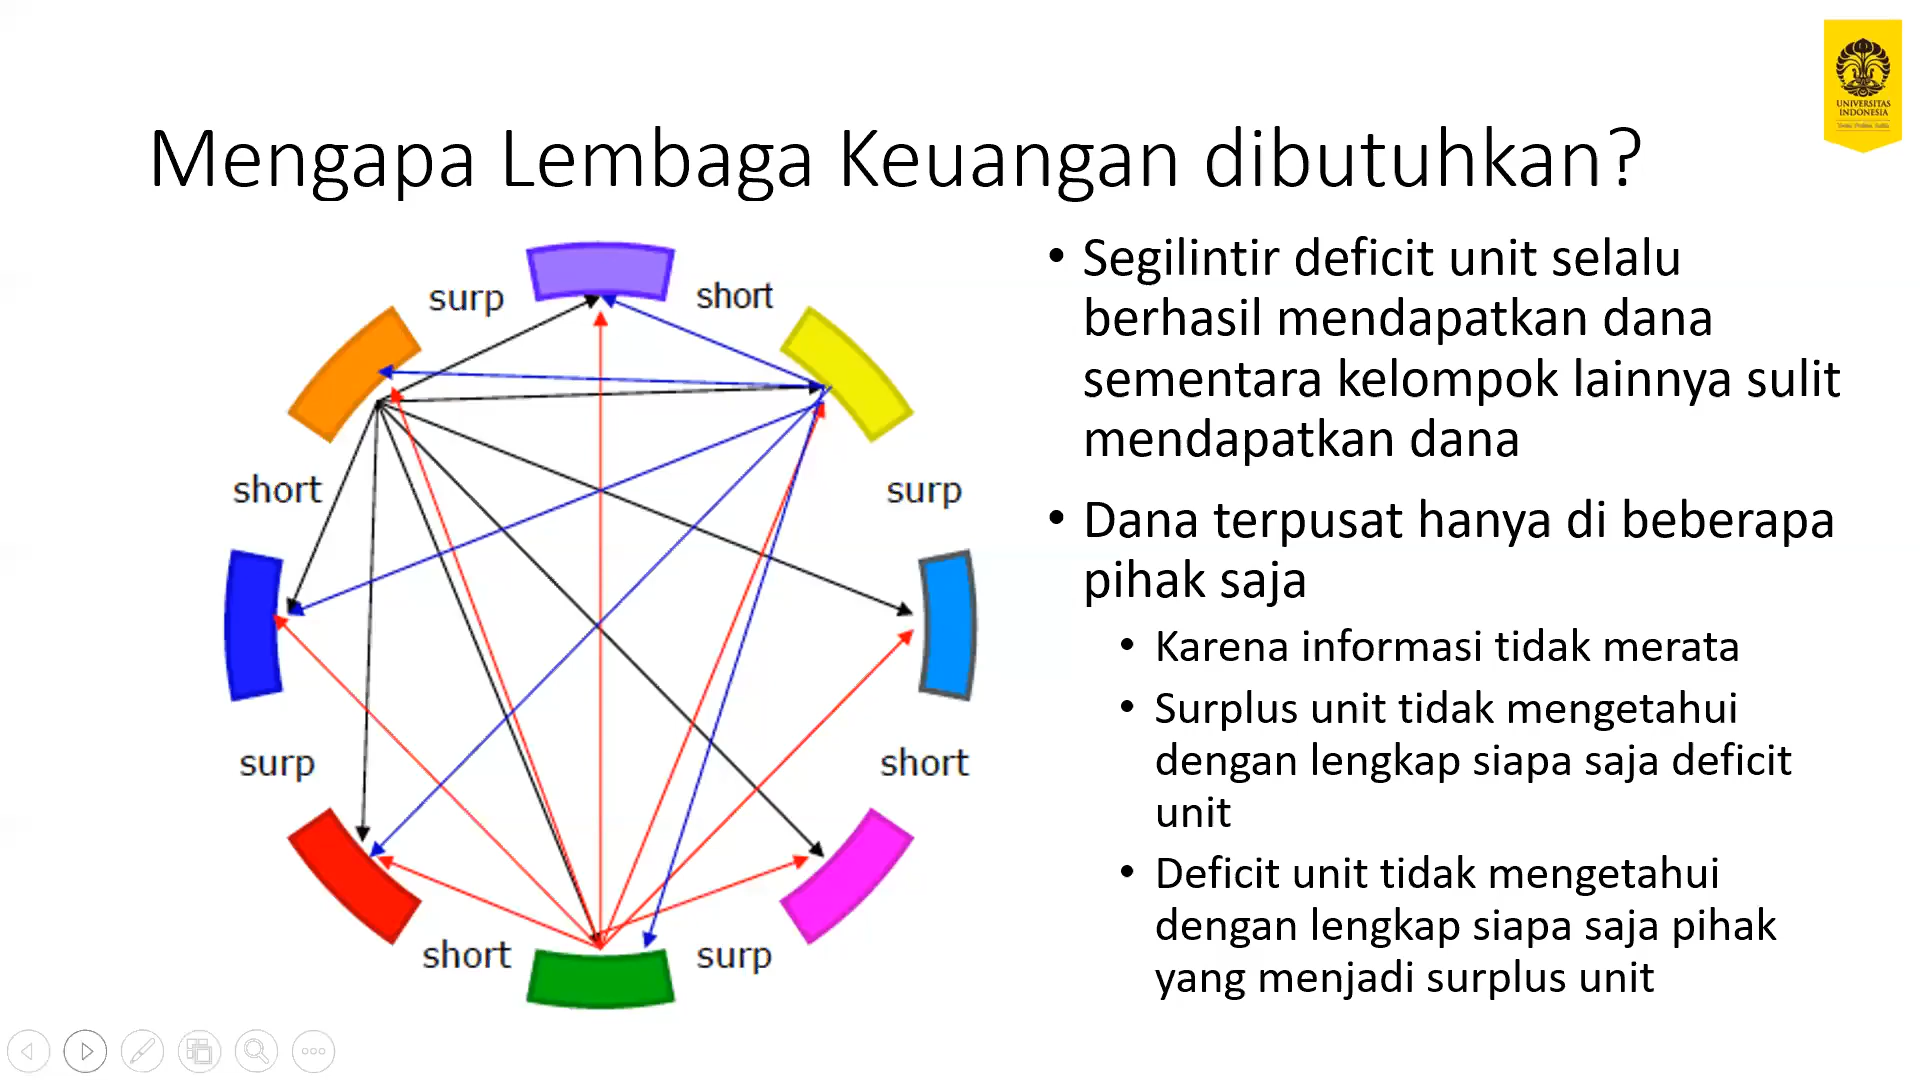 UNIVERSITAS
INDONESIA
Mengapa Lembaga Keuangan dibutuhkan?
surp
short
short
surp
surp
short
short
surp
• Segilintir deficit unit selalu
berhasil mendapatkan dana
sementara kelompok lainnya sulit
mendapatkan dana
• Dana terpusat hanya di beberapa
pihak saja
• Karena informasi tidak merata
• Surplus unit tidak mengetahui
dengan lengkap siapa saja deficit
unit
• Deficit unit tidak mengetahui
dengan lengkap siapa saja pihak
yang menjadi surplus unit